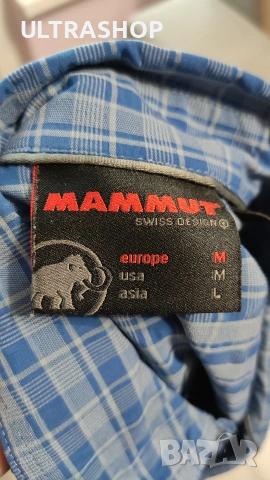 ULTRASHOP
MAMMUT
SWISS DESIGN
europe M
usa M
asia L
BAZAR